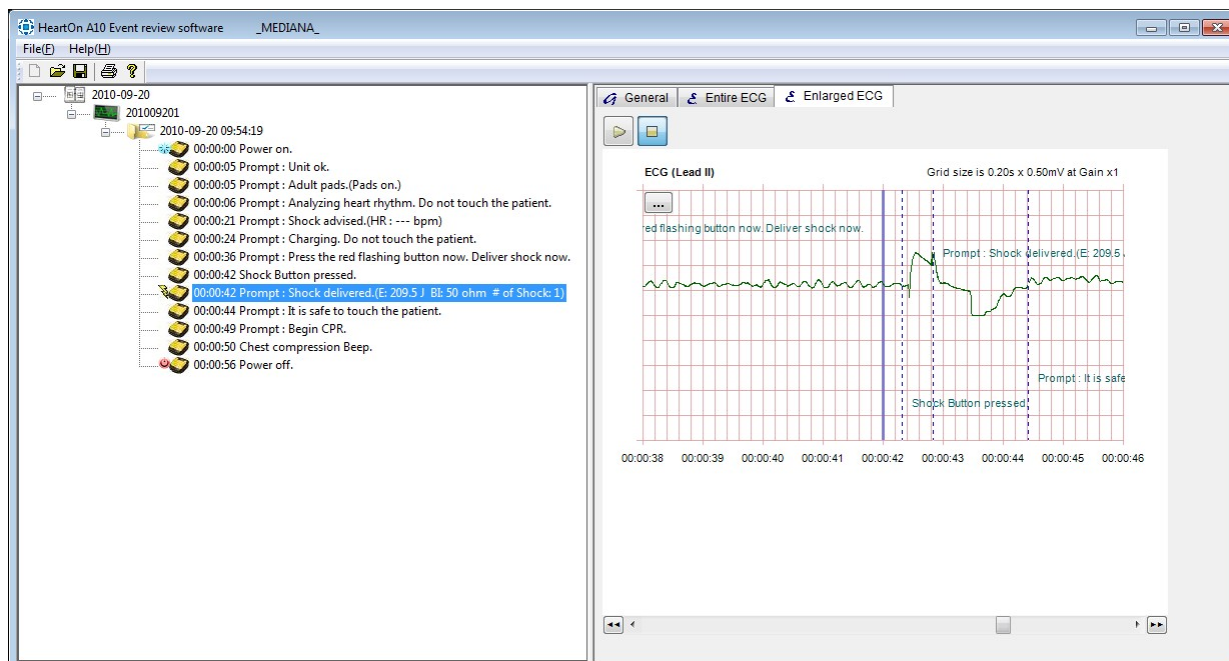 HeartOn A10 Event review software _MEDIANA_
File(F) Help(H)
2010-09-20
201009201
2010-09-20 09:54:19
00:00:00 Power on.
00:00:05 Prompt : Unit ok.
00:00:05 Prompt : Adult pads.(Pads on.)
00:00:06 Prompt : Analyzing heart rhythm. Do not touch the patient.
00:00:21 Prompt : Shock advised.(HR : --- bpm)
00:00:24 Prompt : Charging. Do not touch the patient.
00:00:36 Prompt : Press the red flashing button now. Deliver shock now.
00:00:42 Shock Button pressed.
00:00:42 Prompt : Shock delivered.(E: 209.5 J BI: 50 ohm # of Shock: 1)
00:00:44 Prompt : It is safe to touch the patient.
00:00:49 Prompt : Begin CPR.
00:00:50 Chest compression Beep.
00:00:56 Power off.
General Entire ECG Enlarged ECG
ECG (Lead II) Grid size is 0.20s x 0.50mV at Gain x1
...
red flashing button now. Deliver shock now.
Prompt : Shock delivered.(E: 209.5
Prompt : It is safe
Shock Button pressed.
00:00:38 00:00:39 00:00:40 00:00:41 00:00:42 00:00:43 00:00:44 00:00:45 00:00:46